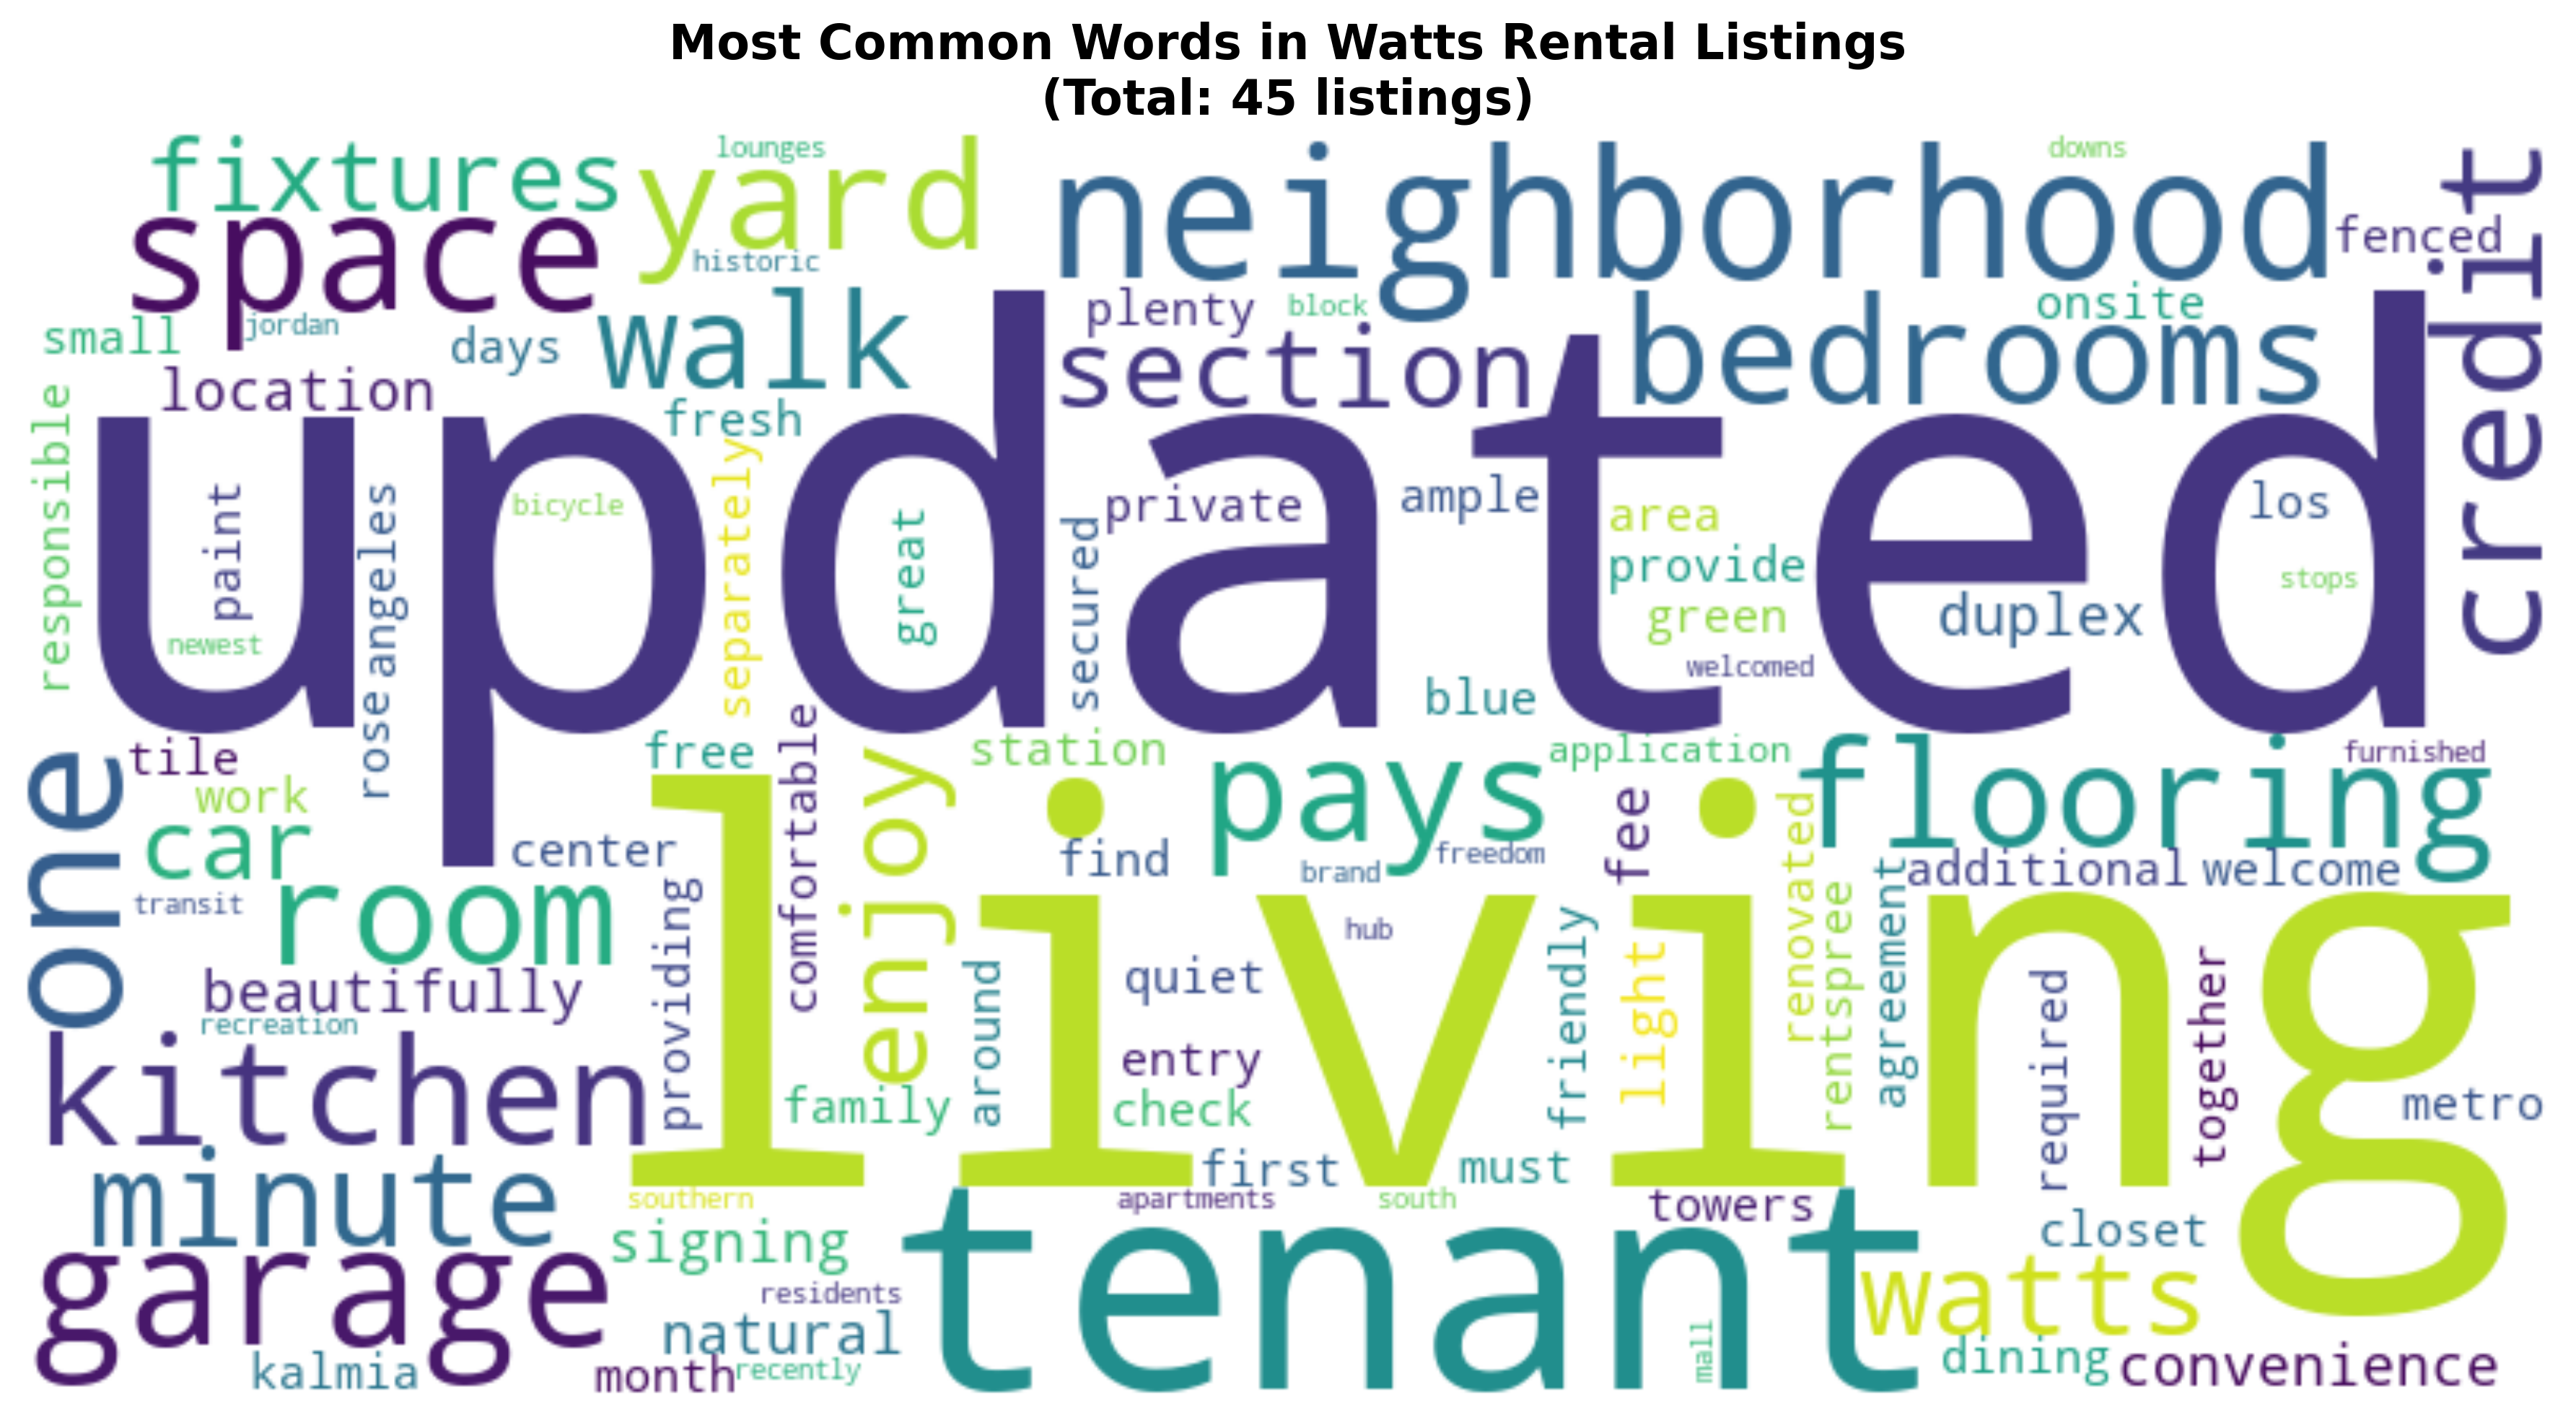 Most Common Words in Watts Rental Listings
(Total: 45 listings)
fixtures
lounges
yard
neighborhood
downs
credit
space
historic
fenced
jordan
small
days
walk
plenty
block
section
bedrooms
onsite
location
fresh
responsible
updated
paint
angeles
bicycle
separately
great
secured
private
ample
area
los
provide
stops
green
duplex
newest
welcomed
blue
rose
one
tile
free
comfortable
enjoy
station
pays
application
flooring
furnished
work
car
center
living
find
brand
freedom
fee
renovated
additional
welcome
transit
room
providing
hub
friendly
light
rentspree
agreement
beautifully
recreation
around
quiet
required
together
kitchen
entry
family
check
metro
minute
first
must
southern
apartments
south
towers
signing
tenant
closet
garage
residents
watts
natural
mall
kalmia
month
recently
dining
convenience